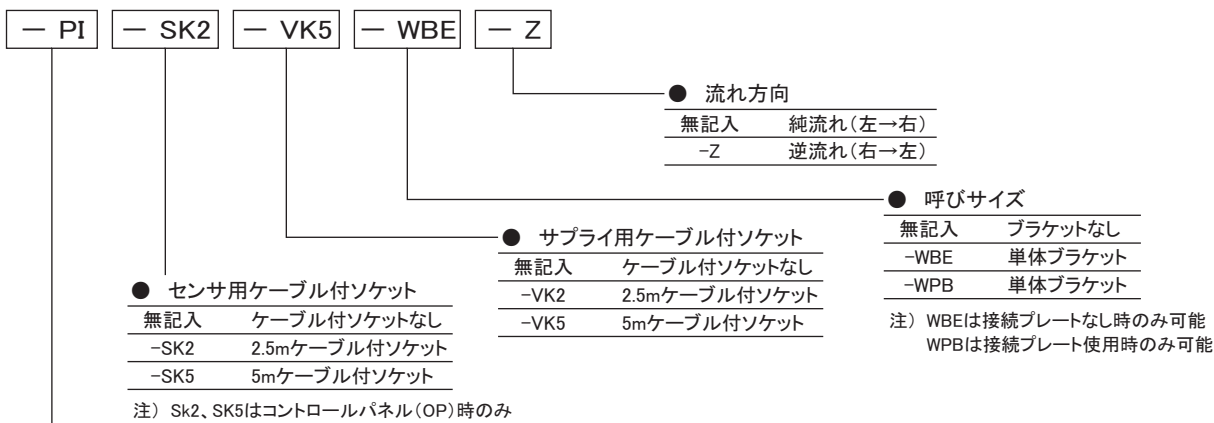 － PI － SK2 － VK5 － WBE － Z
● 流れ方向
無記入 純流れ（左→右）
-Z 逆流れ（右→左）
● 呼びサイズ
無記入 ブラケットなし
-WBE 単体ブラケット
-WPB 単体ブラケット
注） WBEは接続プレートなし時のみ可能
WPBは接続プレート使用時のみ可能
● サプライ用ケーブル付ソケット
無記入 ケーブル付ソケットなし
-VK2 2.5mケーブル付ソケット
-VK5 5mケーブル付ソケット
● センサ用ケーブル付ソケット
無記入 ケーブル付ソケットなし
-SK2 2.5mケーブル付ソケット
-SK5 5mケーブル付ソケット
注） Sk2、SK5はコントロールパネル（OP）時のみ